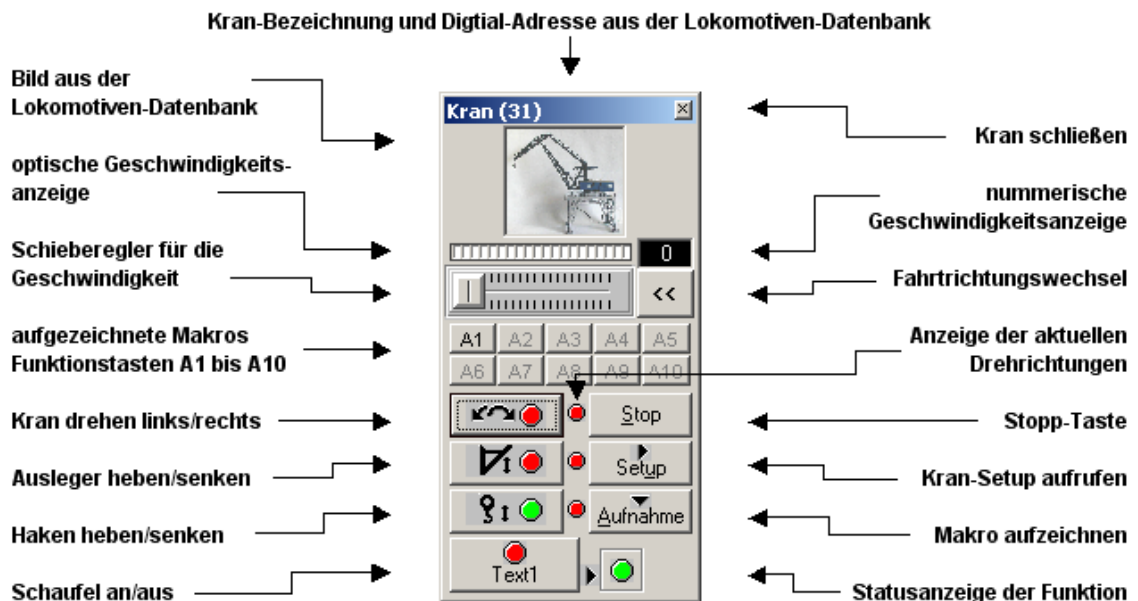 Kran-Bezeichnung und Digtial-Adresse aus der Lokomotiven-Datenbank
Bild aus der
Lokomotiven-Datenbank
optische Geschwindigkeits-
anzeige
Schieberegler für die
Geschwindigkeit
aufgezeichnete Makros
Funktionstasten A1 bis A10
Kran drehen links/rechts
Ausleger heben/senken
Haken heben/senken
Schaufel an/aus
Kran (31)
0
<<
A1 A2 A3 A4 A5
A6 A7 A8 A9 A10
Stop
Setup
Aufnahme
Text1
Kran schließen
nummerische
Geschwindigkeitsanzeige
Fahrtrichtungswechsel
Anzeige der aktuellen
Drehrichtungen
Stopp-Taste
Kran-Setup aufrufen
Makro aufzeichnen
Statusanzeige der Funktion